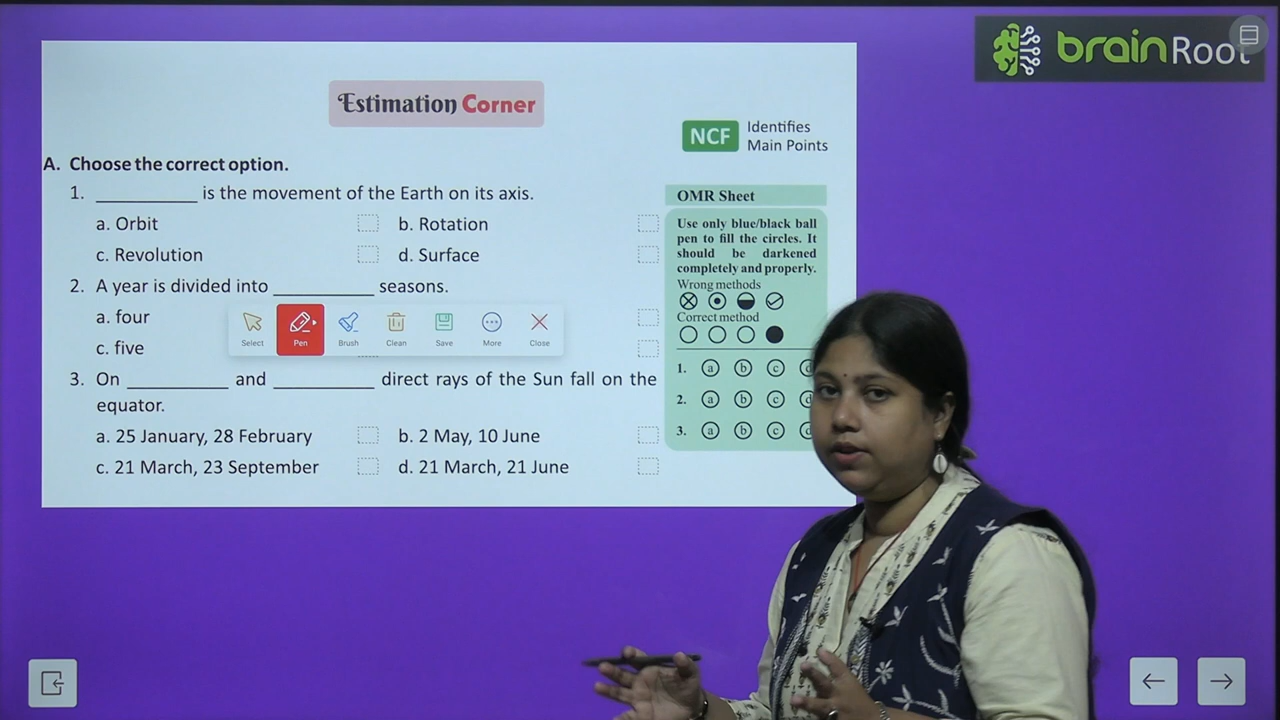 brainRoot
Estimation Corner
NCF Identifies
Main Points
A. Choose the correct option.
1. __________ is the movement of the Earth on its axis.
a. Orbit b. Rotation
c. Revolution d. Surface
2. A year is divided into __________ seasons.
a. four
c. five
Select Pen Brush Clean Save More Close
3. On __________ and __________ direct rays of the Sun fall on the
equator.
a. 25 January, 28 February b. 2 May, 10 June
c. 21 March, 23 September d. 21 March, 21 June
OMR Sheet
Use only blue/black ball
pen to fill the circles. It
should be darkened
completely and properly.
Wrong methods
Correct method
1. a b c d
2. a b c d
3. a b c d